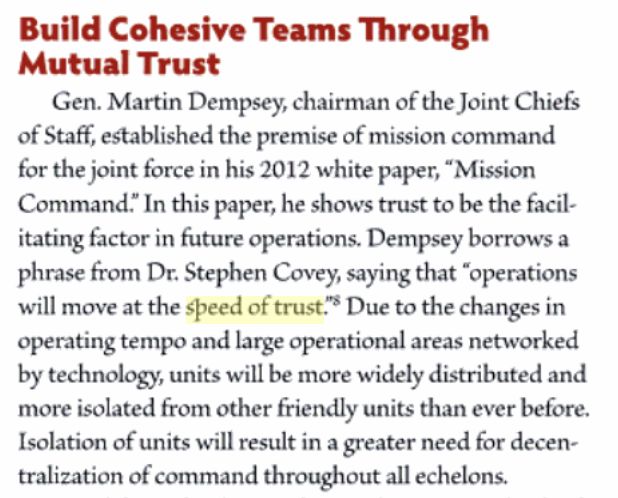 Build Cohesive Teams Through
Mutual Trust
Gen. Martin Dempsey, chairman of the Joint Chiefs
of Staff, established the premise of mission command
for the joint force in his 2012 white paper, “Mission
Command.” In this paper, he shows trust to be the facil-
itating factor in future operations. Dempsey borrows a
phrase from Dr. Stephen Covey, saying that “operations
will move at the speed of trust.”8 Due to the changes in
operating tempo and large operational areas networked
by technology, units will be more widely distributed and
more isolated from other friendly units than ever before.
Isolation of units will result in a greater need for decen-
tralization of command throughout all echelons.